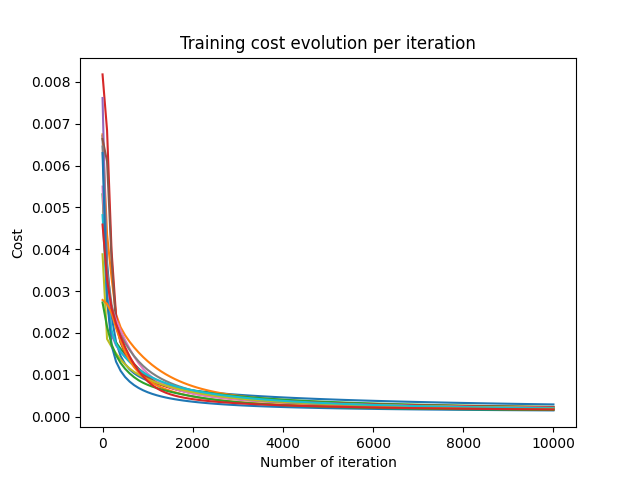 Training cost evolution per iteration
0.008
0.007
0.006
0.005
0.004
0.003
0.002
0.001
0.000
Cost
0 2000 4000 6000 8000 10000
Number of iteration